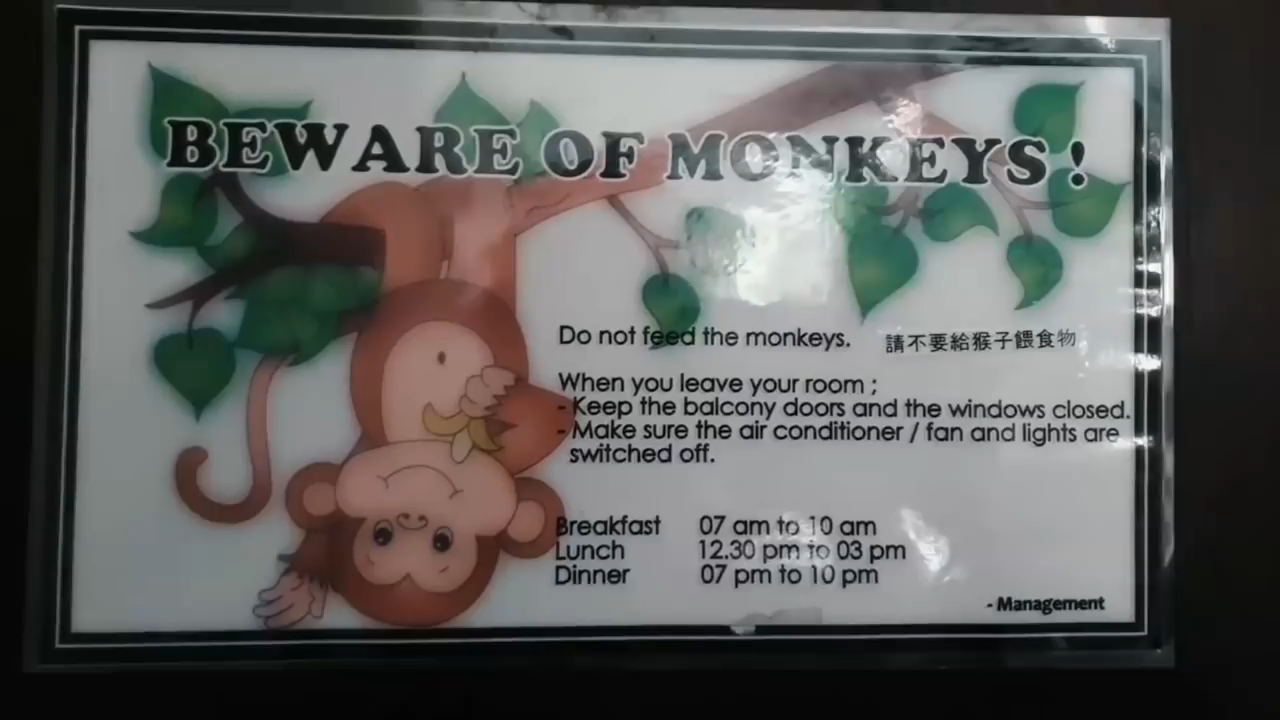 BEWARE OF MONKEYS !
Do not feed the monkeys. 請不要給猴子餵食物
When you leave your room ;
- Keep the balcony doors and the windows closed.
- Make sure the air conditioner / fan and lights are
switched off.
Breakfast 07 am to 10 am
Lunch 12.30 pm to 03 pm
Dinner 07 pm to 10 pm
- Management